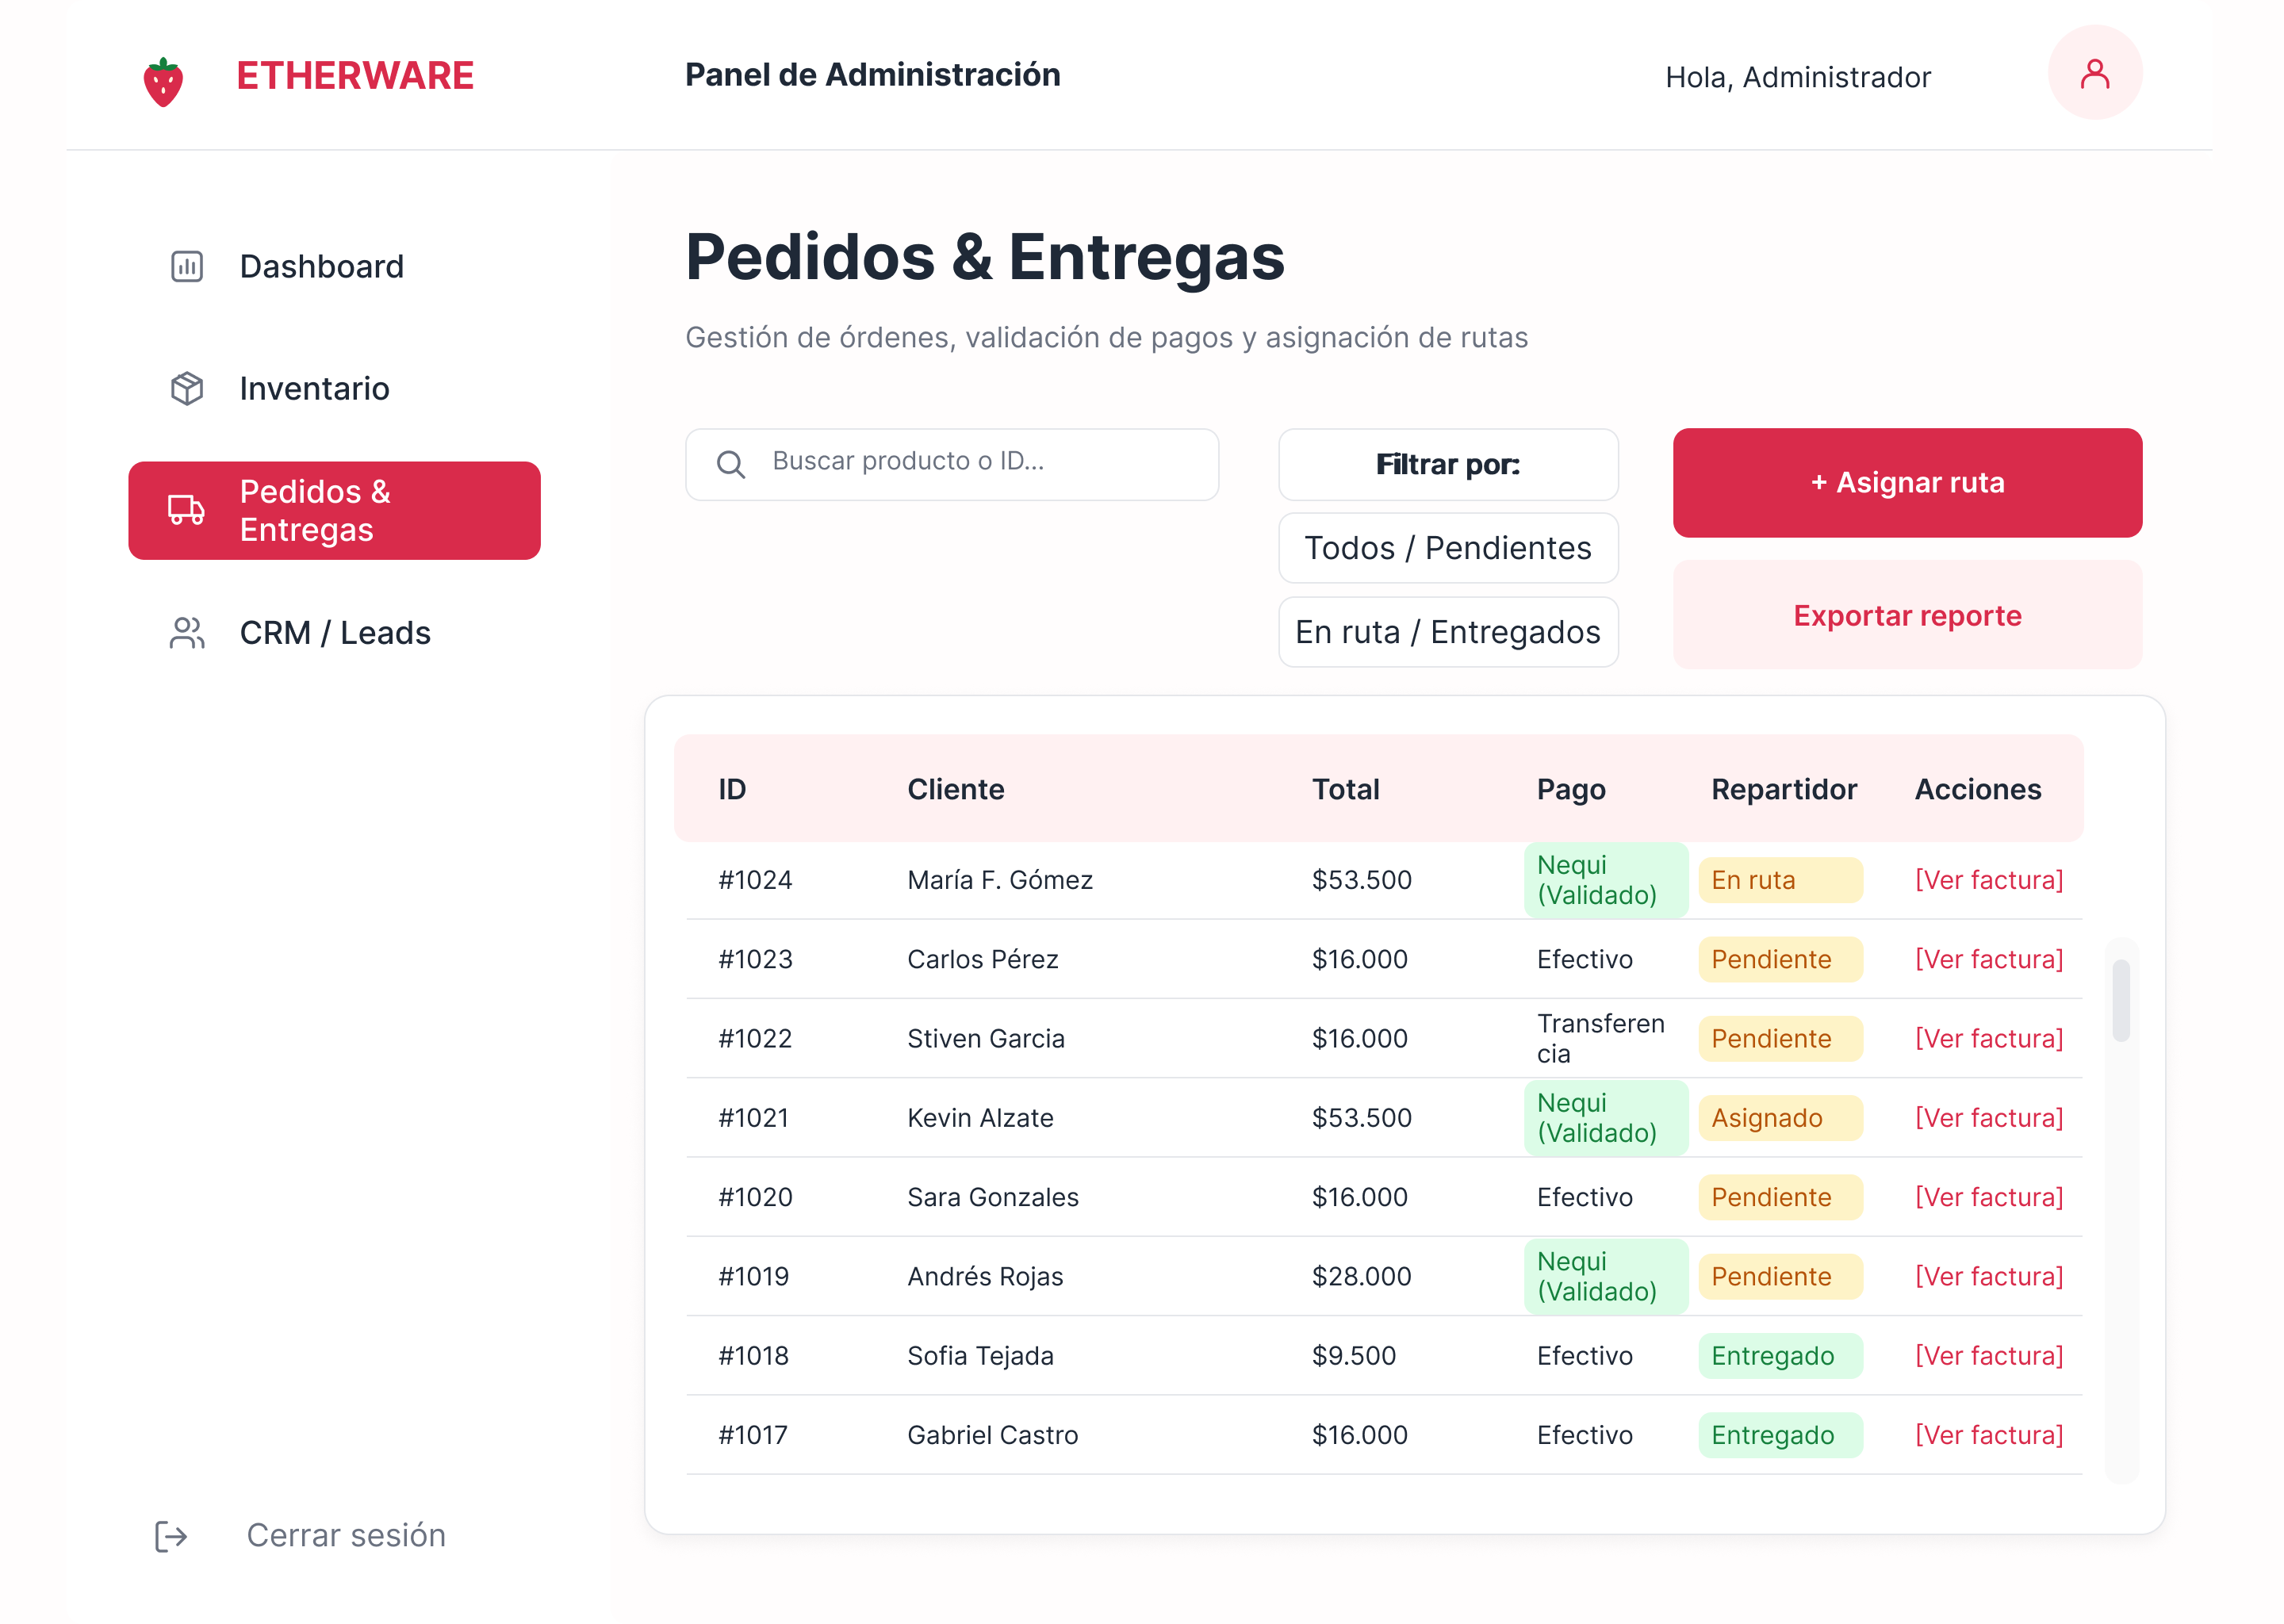 ETHERWARE
Panel de Administración
Hola, Administrador
Dashboard
Inventario
Pedidos &
Entregas
CRM / Leads
Cerrar sesión
Pedidos & Entregas
Gestión de órdenes, validación de pagos y asignación de rutas
Buscar producto o ID...
Filtrar por:
Todos / Pendientes
En ruta / Entregados
+ Asignar ruta
Exportar reporte
ID Cliente Total Pago Repartidor Acciones
#1024 María F. Gómez $53.500 Nequi
(Validado) En ruta [Ver factura]
#1023 Carlos Pérez $16.000 Efectivo Pendiente [Ver factura]
#1022 Stiven Garcia $16.000 Transferen
cia Pendiente [Ver factura]
#1021 Kevin Alzate $53.500 Nequi
(Validado) Asignado [Ver factura]
#1020 Sara Gonzales $16.000 Efectivo Pendiente [Ver factura]
#1019 Andrés Rojas $28.000 Nequi
(Validado) Pendiente [Ver factura]
#1018 Sofia Tejada $9.500 Efectivo Entregado [Ver factura]
#1017 Gabriel Castro $16.000 Efectivo Entregado [Ver factura]